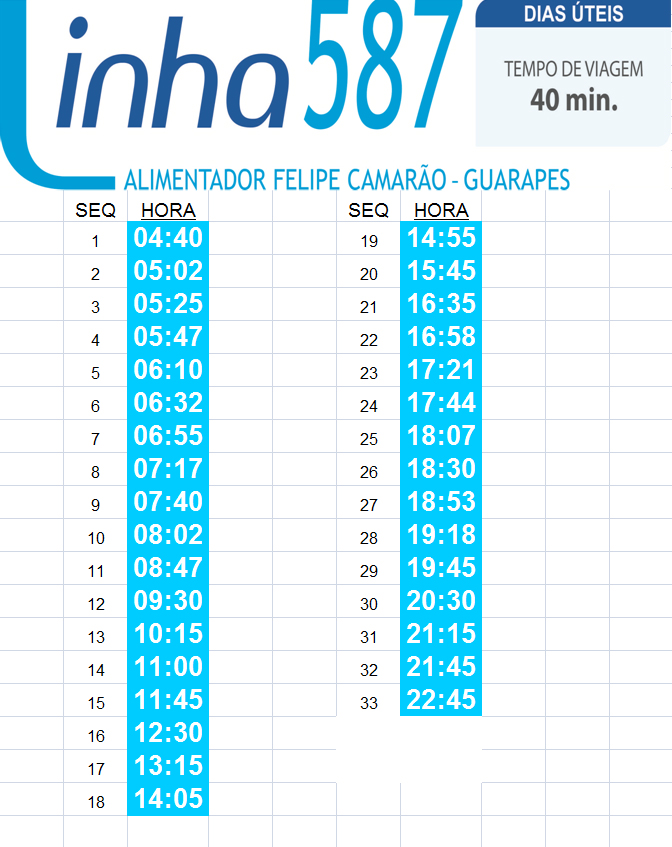 Linha 587
DIAS ÚTEIS
TEMPO DE VIAGEM
40 min.
ALIMENTADOR FELIPE CAMARÃO - GUARAPES
SEQ HORA SEQ HORA
1 04:40 19 14:55
2 05:02 20 15:45
3 05:25 21 16:35
4 05:47 22 16:58
5 06:10 23 17:21
6 06:32 24 17:44
7 06:55 25 18:07
8 07:17 26 18:30
9 07:40 27 18:53
10 08:02 28 19:18
11 08:47 29 19:45
12 09:30 30 20:30
13 10:15 31 21:15
14 11:00 32 21:45
15 11:45 33 22:45
16 12:30
17 13:15
18 14:05